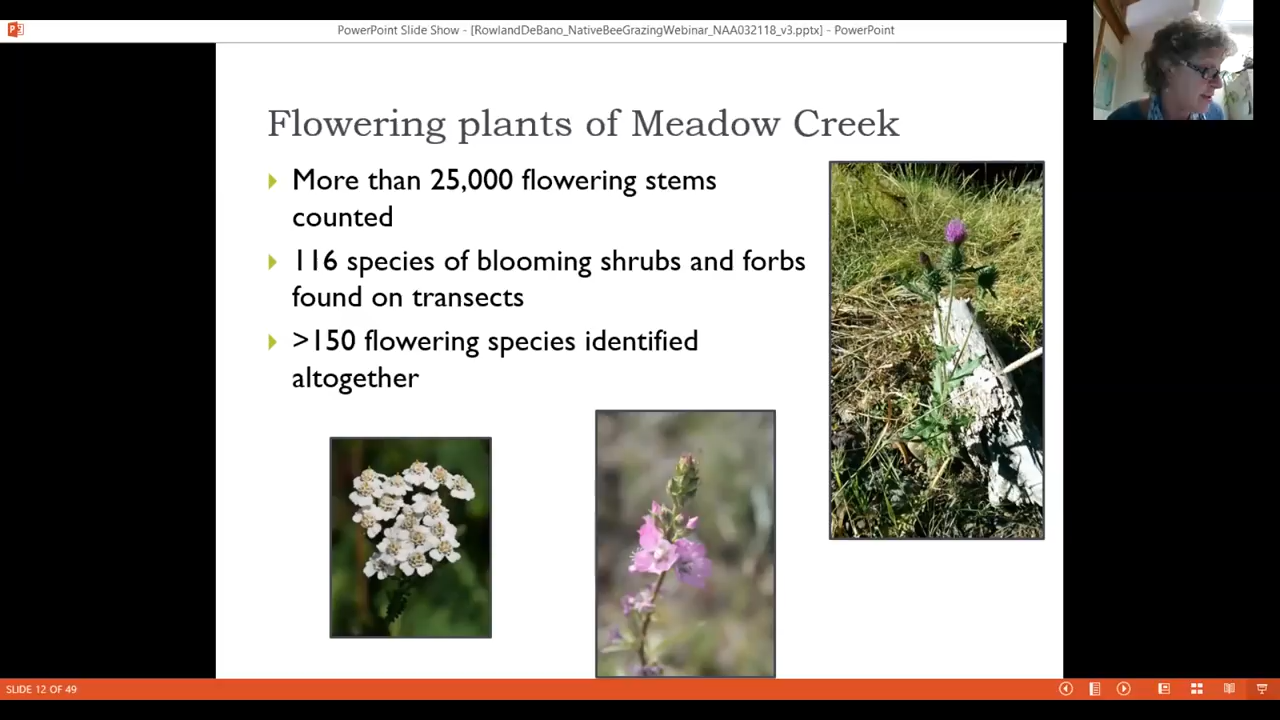 PowerPoint Slide Show - [RowlandDeBano_NativeBeeGrazingWebinar_NAA032118_v3.pptx] - PowerPoint
Flowering plants of Meadow Creek
More than 25,000 flowering stems
counted
116 species of blooming shrubs and forbs
found on transects
>150 flowering species identified
altogether
SLIDE 12 OF 49